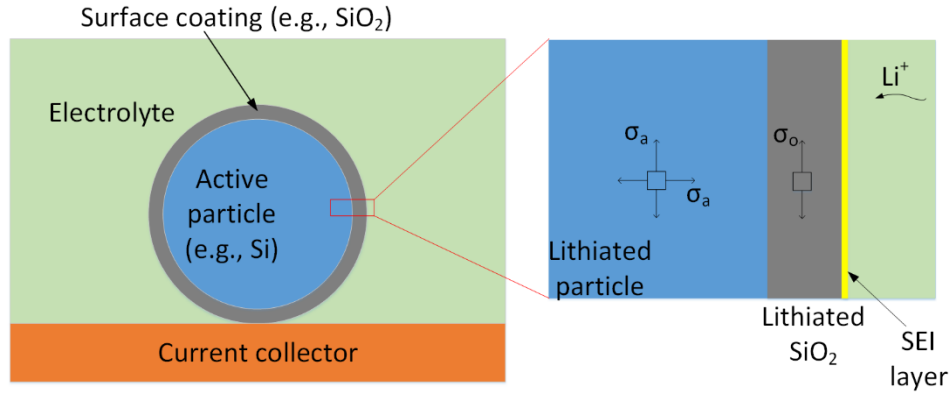 Surface coating (e.g., SiO₂)
Electrolyte
Active
particle
(e.g., Si)
Current collector
Li⁺
σₐ
σₐ
σₒ
Lithiated
particle
Lithiated
SiO₂
SEI
layer